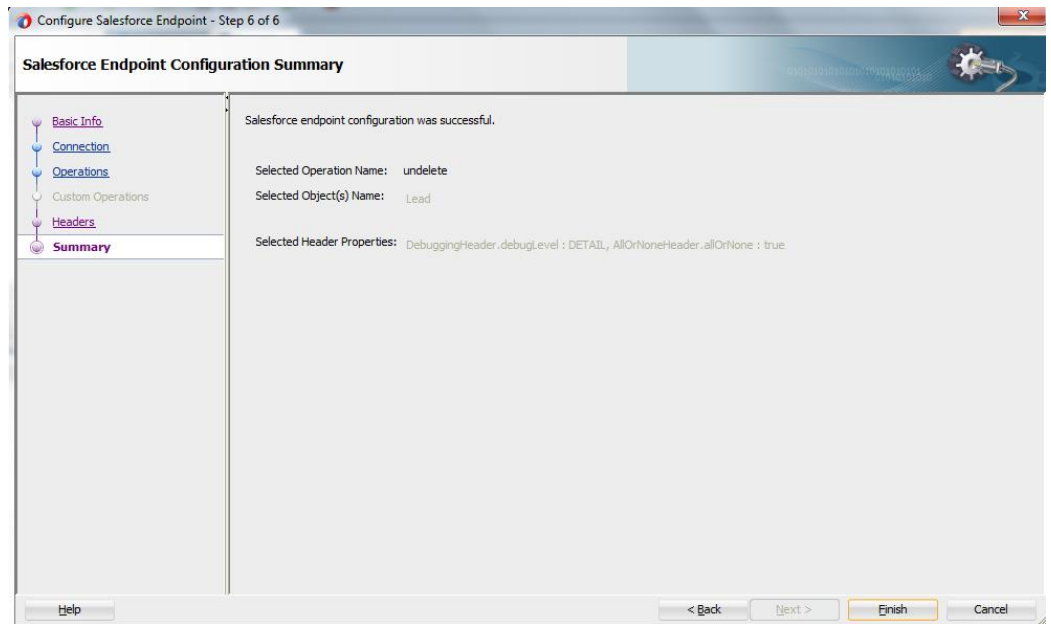 Configure Salesforce Endpoint - Step 6 of 6
Salesforce Endpoint Configuration Summary
Basic Info
Connection
Operations
Custom Operations
Headers
Summary
Salesforce endpoint configuration was successful.
Selected Operation Name: undelete
Selected Object(s) Name: Lead
Selected Header Properties: DebuggingHeader.debugLevel : DETAIL, AllOrNoneHeader.allOrNone : true
Help
< Back
Next >
Finish
Cancel